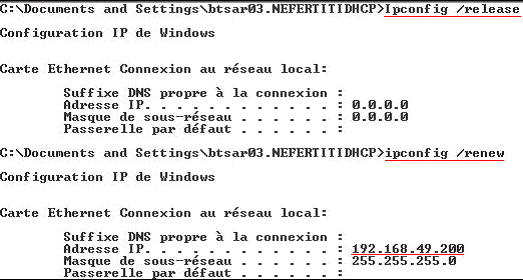 C:\Documents and Settings\btsar03.NEFERTITIDHCP>Ipconfig /release
Configuration IP de Windows
Carte Ethernet Connexion au réseau local:
Suffixe DNS propre à la connexion :
Adresse IP. . . . . . . . . . . . : 0.0.0.0
Masque de sous-réseau . . . . . . : 0.0.0.0
Passerelle par défaut . . . . . . :
C:\Documents and Settings\btsar03.NEFERTITIDHCP>ipconfig /renew
Configuration IP de Windows
Carte Ethernet Connexion au réseau local:
Suffixe DNS propre à la connexion :
Adresse IP. . . . . . . . . . . . : 192.168.49.200
Masque de sous-réseau . . . . . . : 255.255.255.0
Passerelle par défaut . . . . . . :